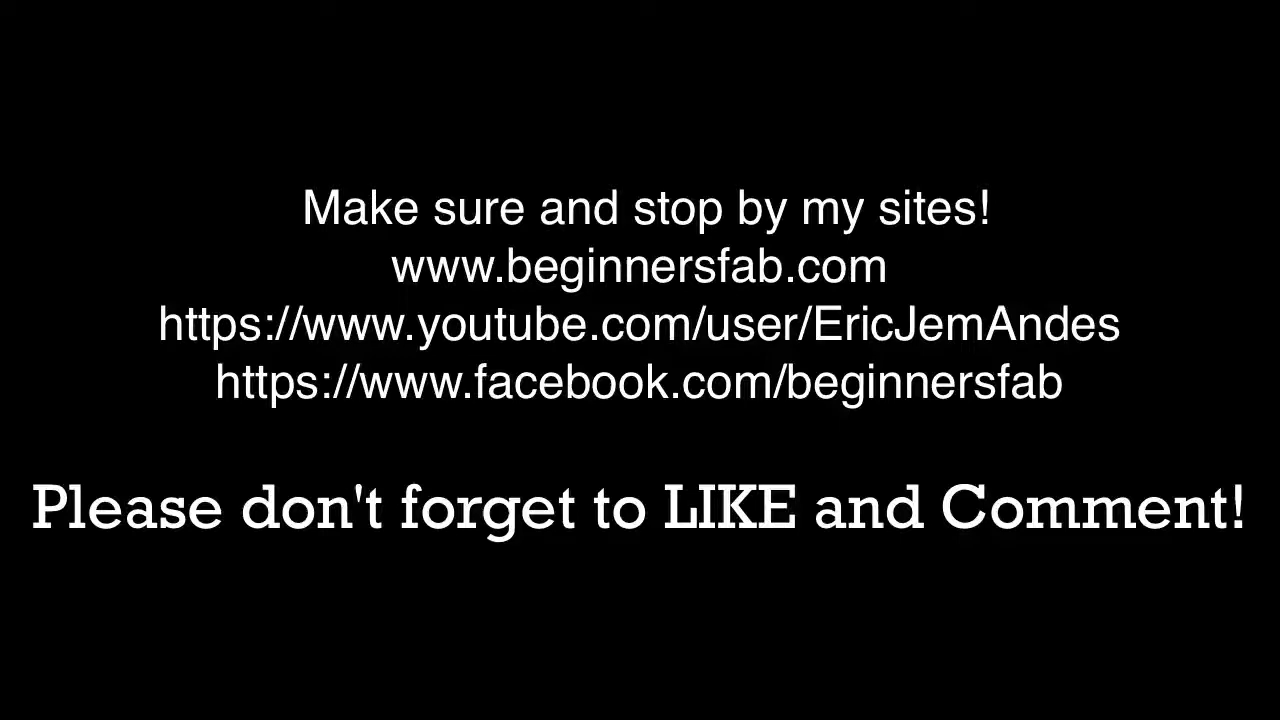 Make sure and stop by my sites!
www.beginnersfab.com
https://www.youtube.com/user/EricJemAndes
https://www.facebook.com/beginnersfab
Please don't forget to LIKE and Comment!